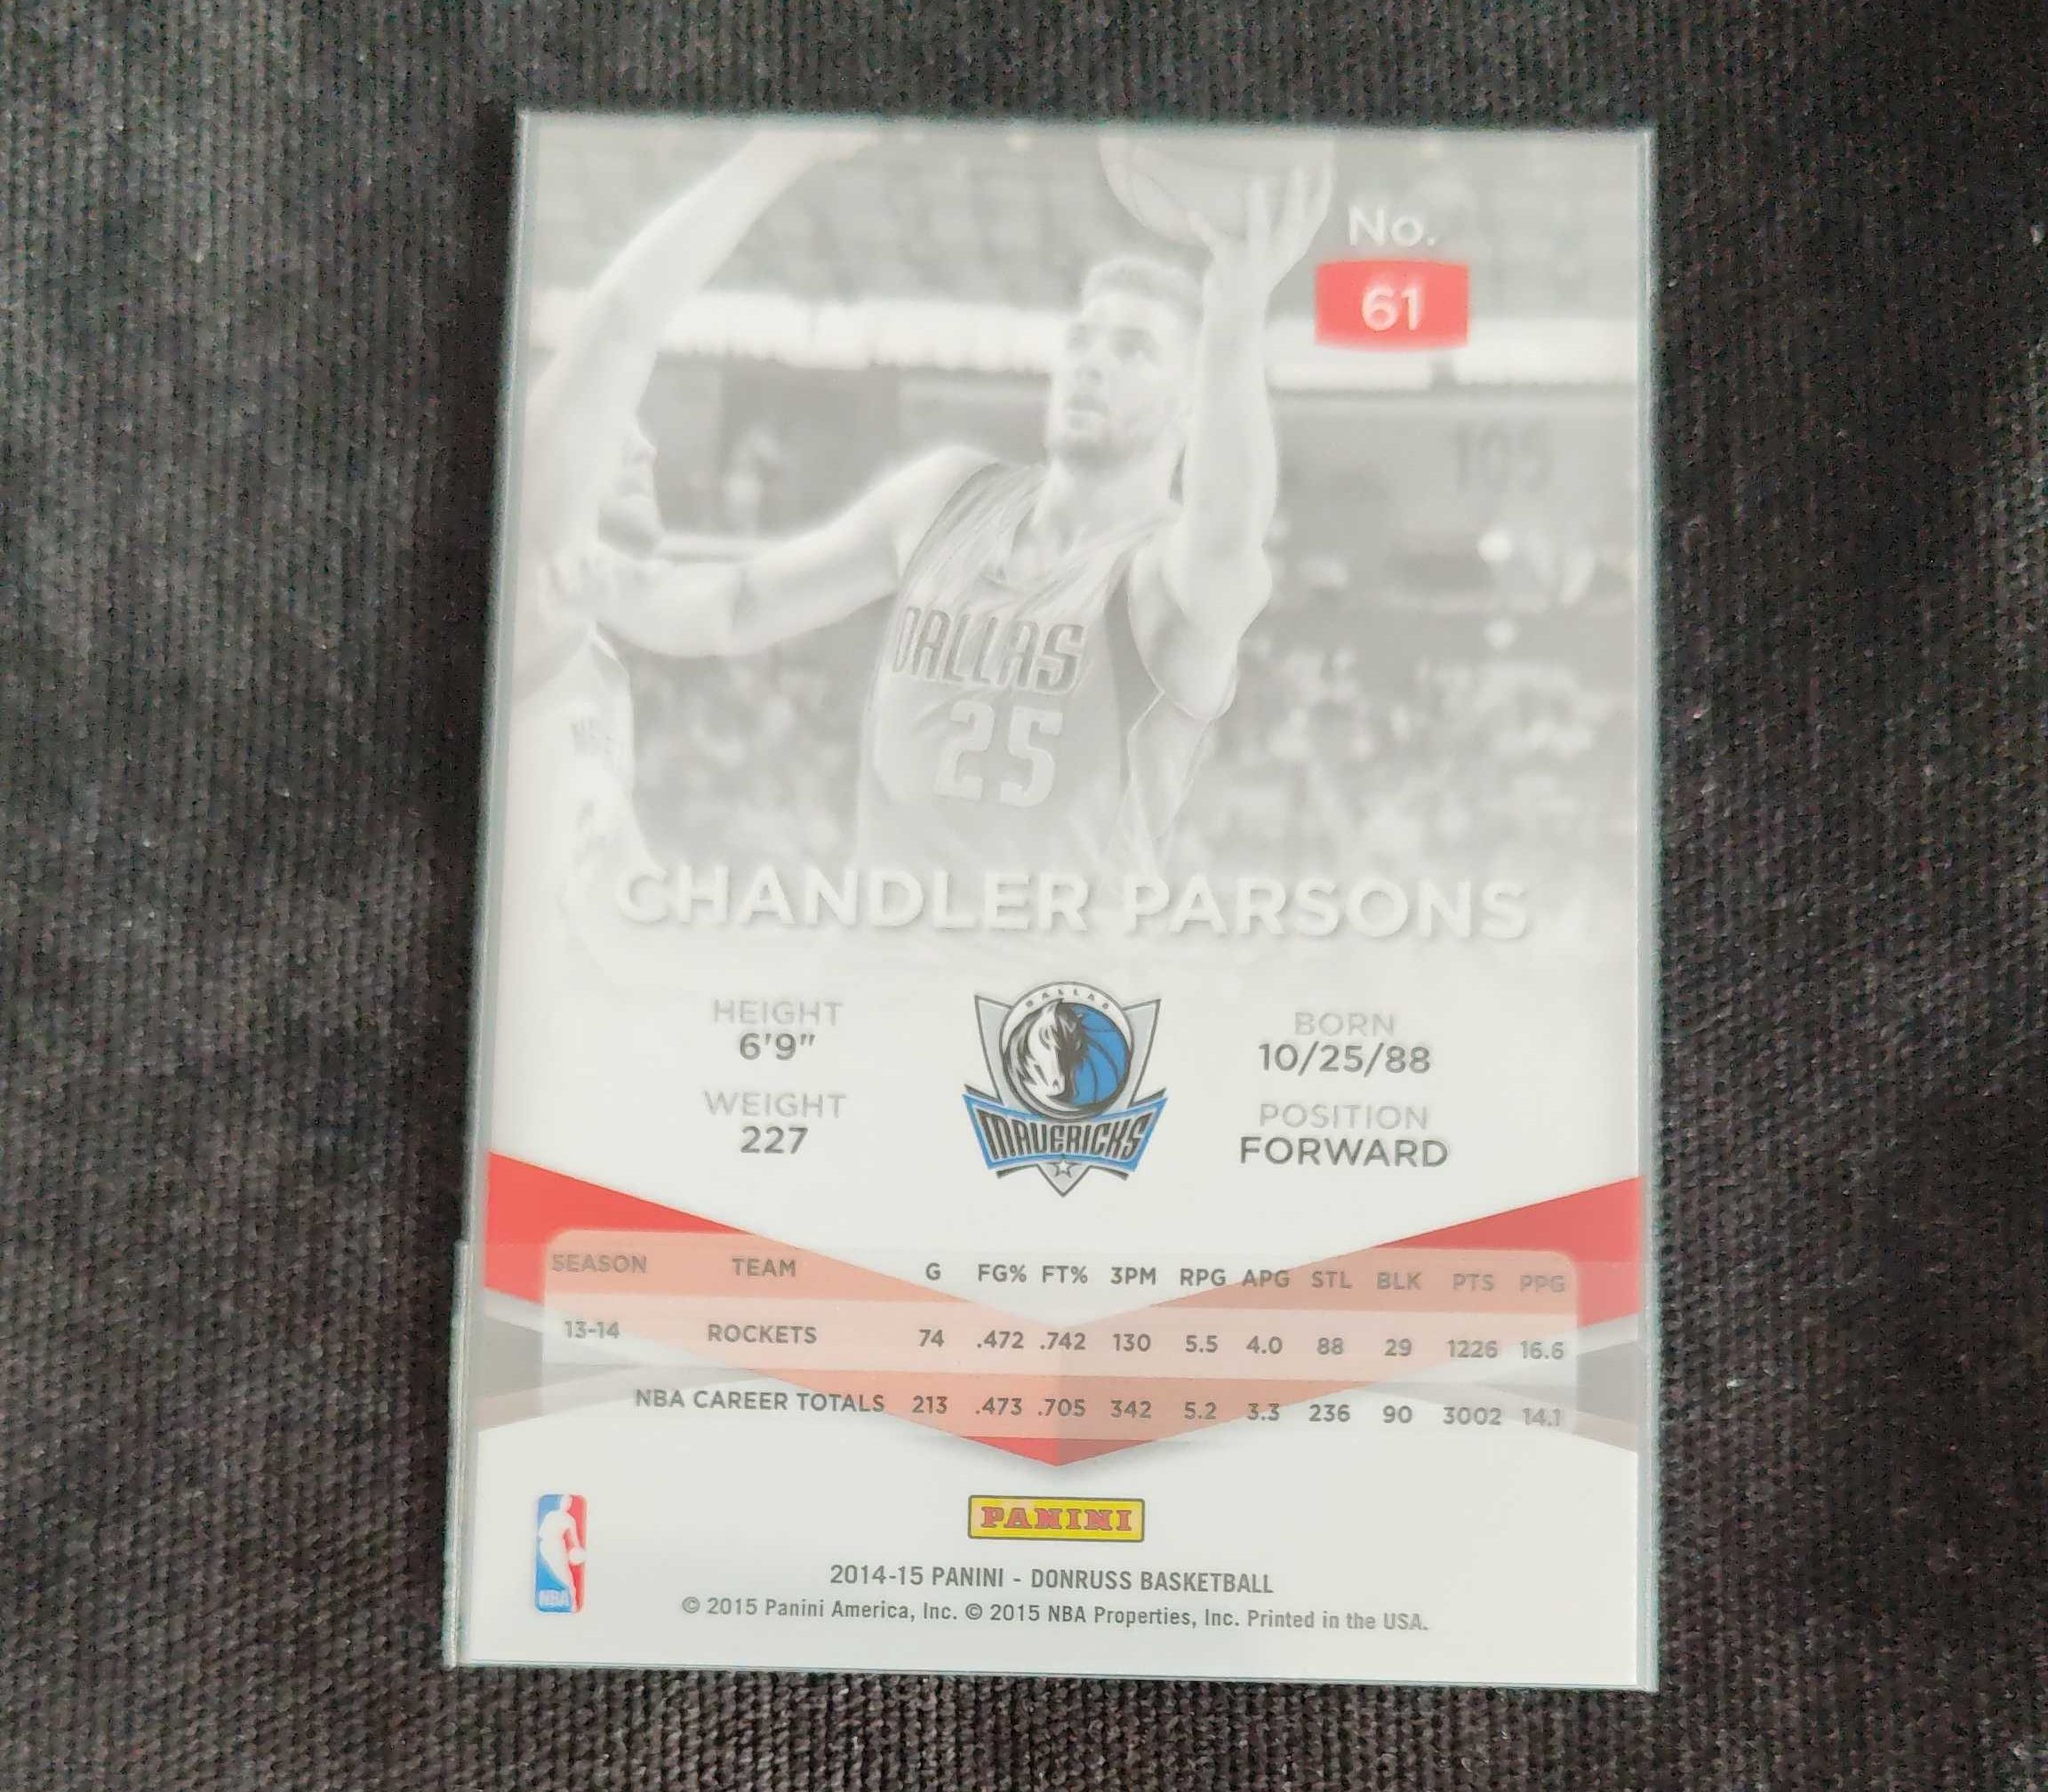 No.
61
105
DALLAS
25
CHANDLER PARSONS
HEIGHT
6'9"
WEIGHT
227
DALLAS
MAVERICKS
BORN
10/25/88
POSITION
FORWARD
SEASON TEAM G FG% FT% 3PM RPG APG STL BLK PTS PPG
13-14 ROCKETS 74 .472 .742 130 5.5 4.0 88 29 1226 16.6
NBA CAREER TOTALS 213 .473 .705 342 5.2 3.3 236 90 3002 14.1
NBA
PANINI
2014-15 PANINI - DONRUSS BASKETBALL
© 2015 Panini America, Inc. © 2015 NBA Properties, Inc. Printed in the USA.